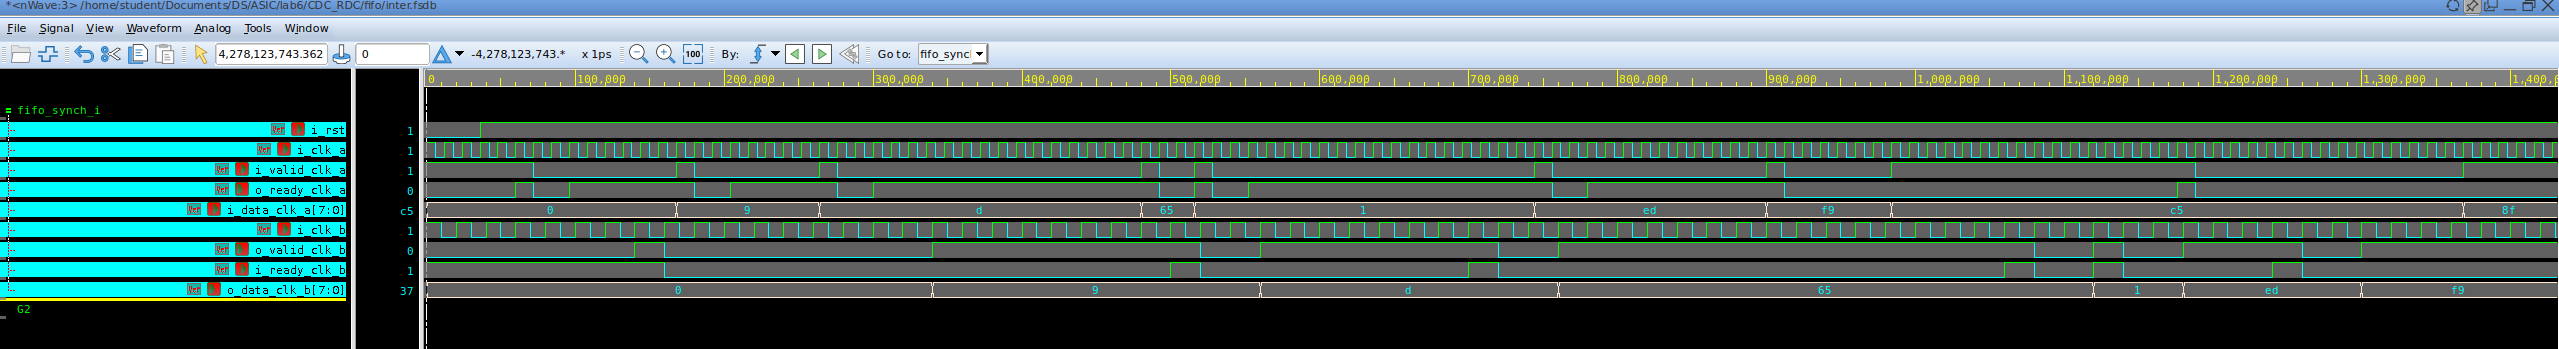 *<nWave:3> /home/student/Documents/DS/ASIC/lab6/CDC_RDC/fifo/inter.fsdb
File Signal View Waveform Analog Tools Window
4,278,123,743.362 0 -4,278,123,743.* x 1ps 100 By: Go to: fifo_sync
0 100,000 200,000 300,000 400,000 500,000 600,000 700,000 800,000 900,000 1,000,000 1,100,000 1,200,000 1,300,000 1,400,
fifo_synch_i
i_rst 1
i_clk_a 1
i_valid_clk_a 1
o_ready_clk_a 0
i_data_clk_a[7:0] c5 0 9 d 65 1 ed f9 c5 8f
i_clk_b 1
o_valid_clk_b 0
i_ready_clk_b 1
o_data_clk_b[7:0] 37 0 9 d 65 1 ed f9
G2